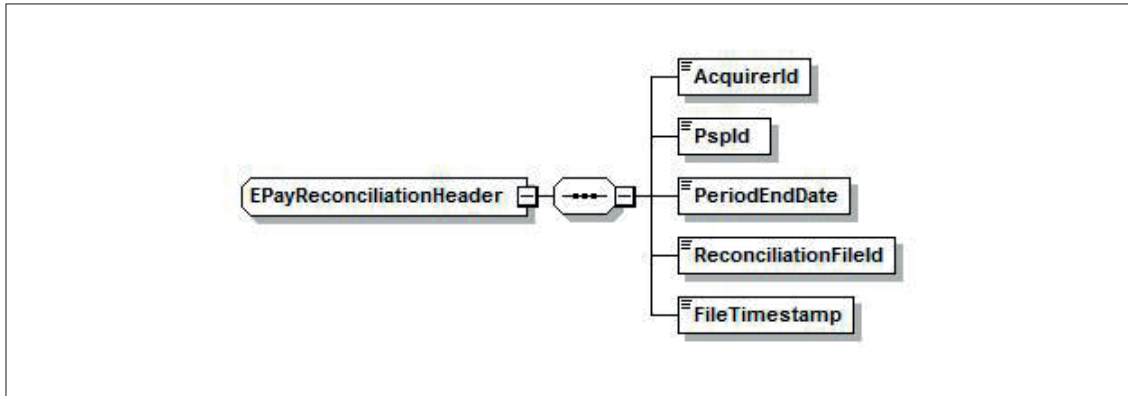 AcquirerId
PspId
EPayReconciliationHeader
PeriodEndDate
ReconciliationFileId
FileTimestamp